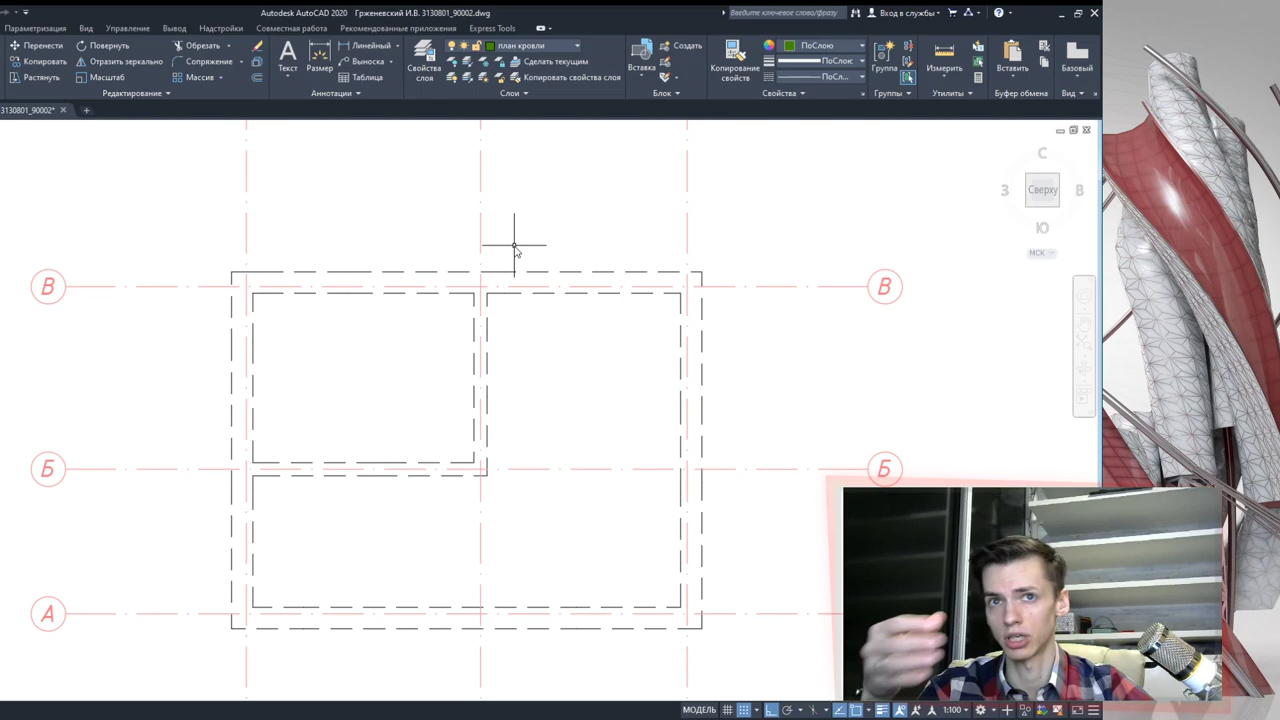 Autodesk AutoCAD 2020 Грженевский И.В. 3130801_90002.dwg
Введите ключевое слово/фразу
Вход в службы
Параметризация Вид Управление Вывод Надстройки Совместная работа Рекомендованные приложения Express Tools
Перенести Повернуть Обрезать
Копировать Отразить зеркально Сопряжение
Растянуть Масштаб Массив
Редактирование
Текст Размер
Линейный
Выноска
Таблица
Аннотации
Свойства
слоя
план кровли
Сделать текущим
Копировать свойства слоя
Слои
Вставка
Создать
Блок
Копирование
свойств
ПоСлою
ПоСлок
ПоСл...
Свойства
Группа
Группы
Измерить
Утилиты
Вставить
Буфер обмена
Базовый
Вид
3130801_90002*
С
З Сверху В
Ю
МСК
В В
Б Б
А
МОДЕЛЬ 1:100